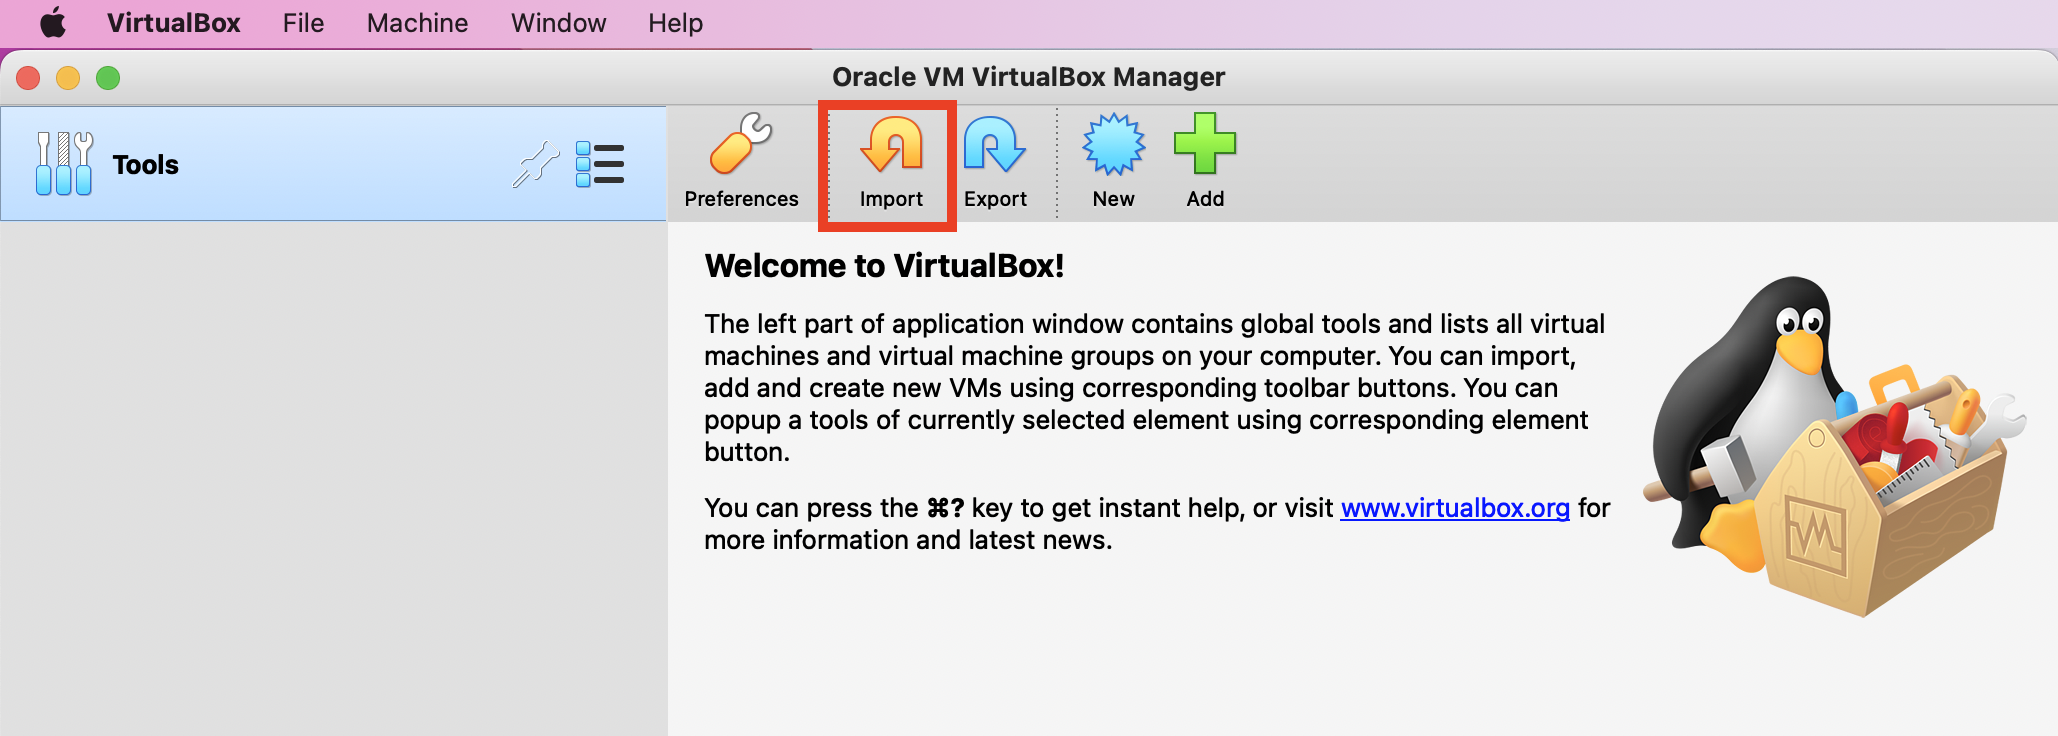 VirtualBox File Machine Window Help
Oracle VM VirtualBox Manager
Tools
Preferences Import Export New Add
Welcome to VirtualBox!
The left part of application window contains global tools and lists all virtual
machines and virtual machine groups on your computer. You can import,
add and create new VMs using corresponding toolbar buttons. You can
popup a tools of currently selected element using corresponding element
button.
You can press the ⌘? key to get instant help, or visit www.virtualbox.org for
more information and latest news.